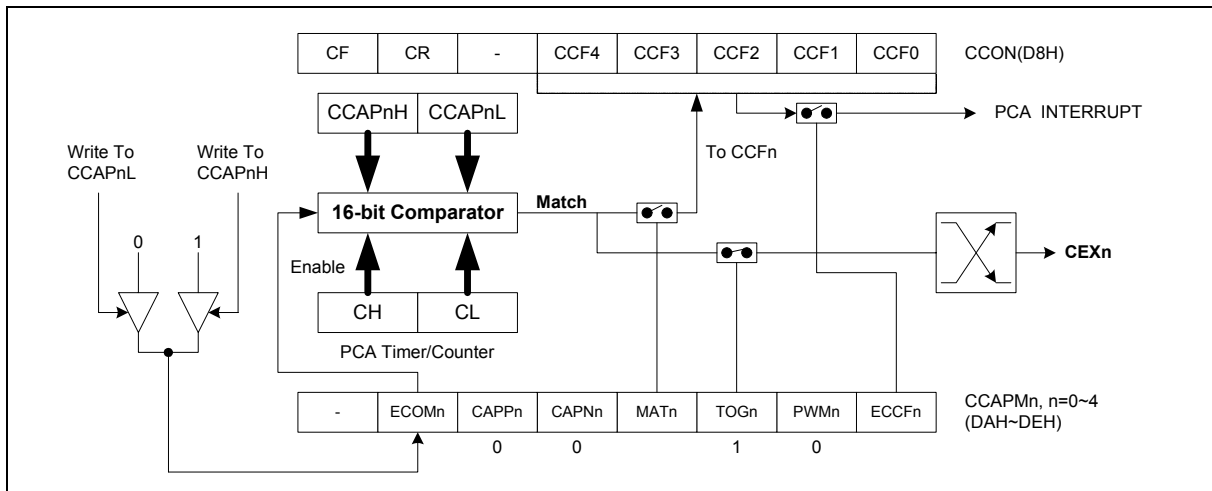 CF CR - CCF4 CCF3 CCF2 CCF1 CCF0 CCON(D8H)
CCAPnH CCAPnL
PCA INTERRUPT
Write To
CCAPnL
Write To
CCAPnH
To CCFn
16-bit Comparator
Match
0 1
Enable
CEXn
CH CL
PCA Timer/Counter
- ECOMn CAPPn CAPNn MATn TOGn PWMn ECCFn
CCAPMn, n=0~4
(DAH~DEH)
0 0 1 0